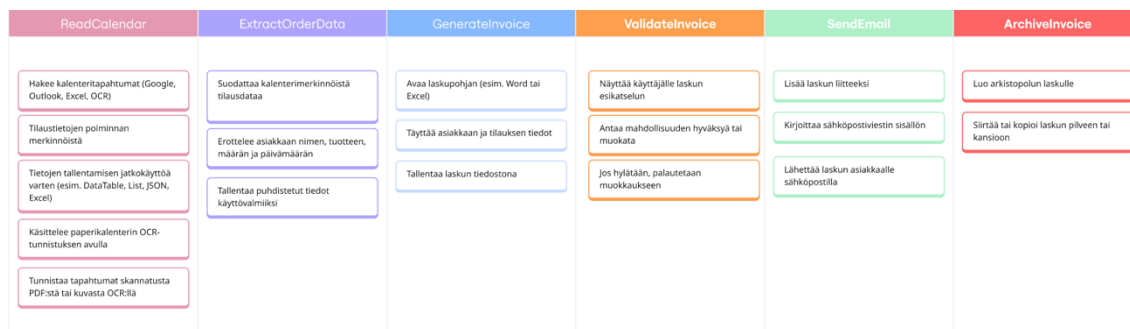 ReadCalendar
Hakee kalenteritapahtumat (Google,
Outlook, Excel, OCR)
Tilaustietojen poiminnan
merkinnöistä
Tietojen tallentamisen jatkokäyttöä
varten (esim. DataTable, List, JSON,
Excel)
Käsittelee paperikalenterin OCR-
tunnistuksen avulla
Tunnistaa tapahtumat skannatusta
PDF:stä tai kuvasta OCR:llä
ExtractOrderData
Suodattaa kalenterimerkinnöistä
tilausdata
Erottelee asiakkaan nimen, tuotteen,
määrän ja päivämäärän
Tallentaa puhdistetut tiedot
käyttövalmiiksi
GenerateInvoice
Avaa laskupohjan (esim. Word tai
Excel)
Täyttää asiakkaan ja tilauksen tiedot
Tallentaa laskun tiedostona
ValidateInvoice
Näyttää käyttäjälle laskun
esikatselun
Antaa mahdollisuuden hyväksyä tai
muokata
Jos hylätään, palautetaan
muokkaukseen
SendEmail
Lisää laskun liitteeksi
Kirjoittaa sähköpostiviestin sisällön
Lähettää laskun asiakkaalle
sähköpostilla
ArchiveInvoice
Luo arkistopolun laskulle
Siirtää tai kopioi laskun pilveen tai
kansioon